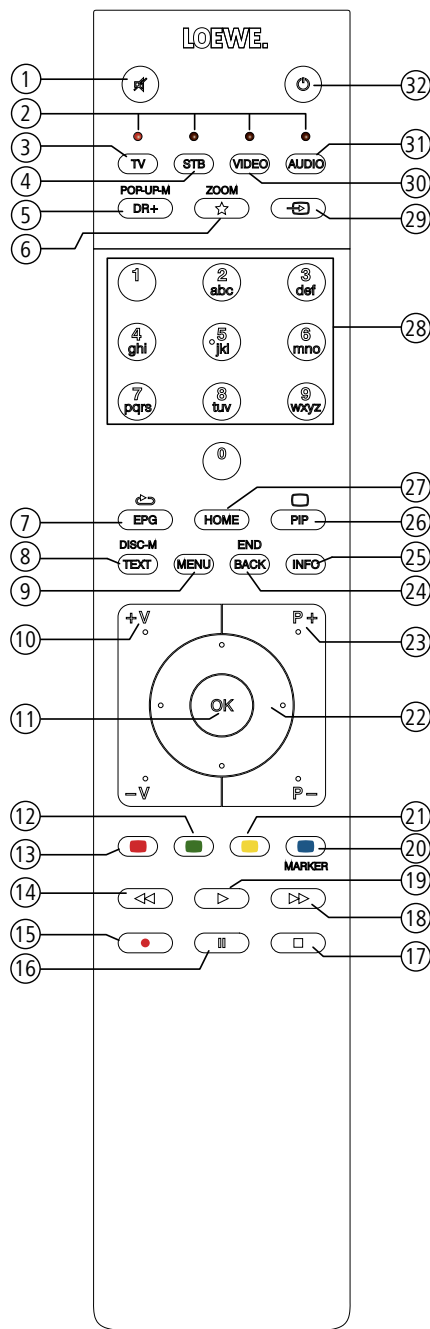 LOEWE.
1 32
2
3 TV STB VIDEO AUDIO 31
4 30
POP-UP-M ZOOM
5 DR+ 29
6
1 2 3
abc def
28
4 5 6
ghi jkl mno
7 8 9
pqrs tuv wxyz
0
27
7 EPG HOME PIP 26
DISC-M END
8 TEXT MENU BACK INFO 25
9 24
10 +V P+ 23
11 OK 22
−V P−
12 21
13 20
MARKER
14 19
18
15
16 17